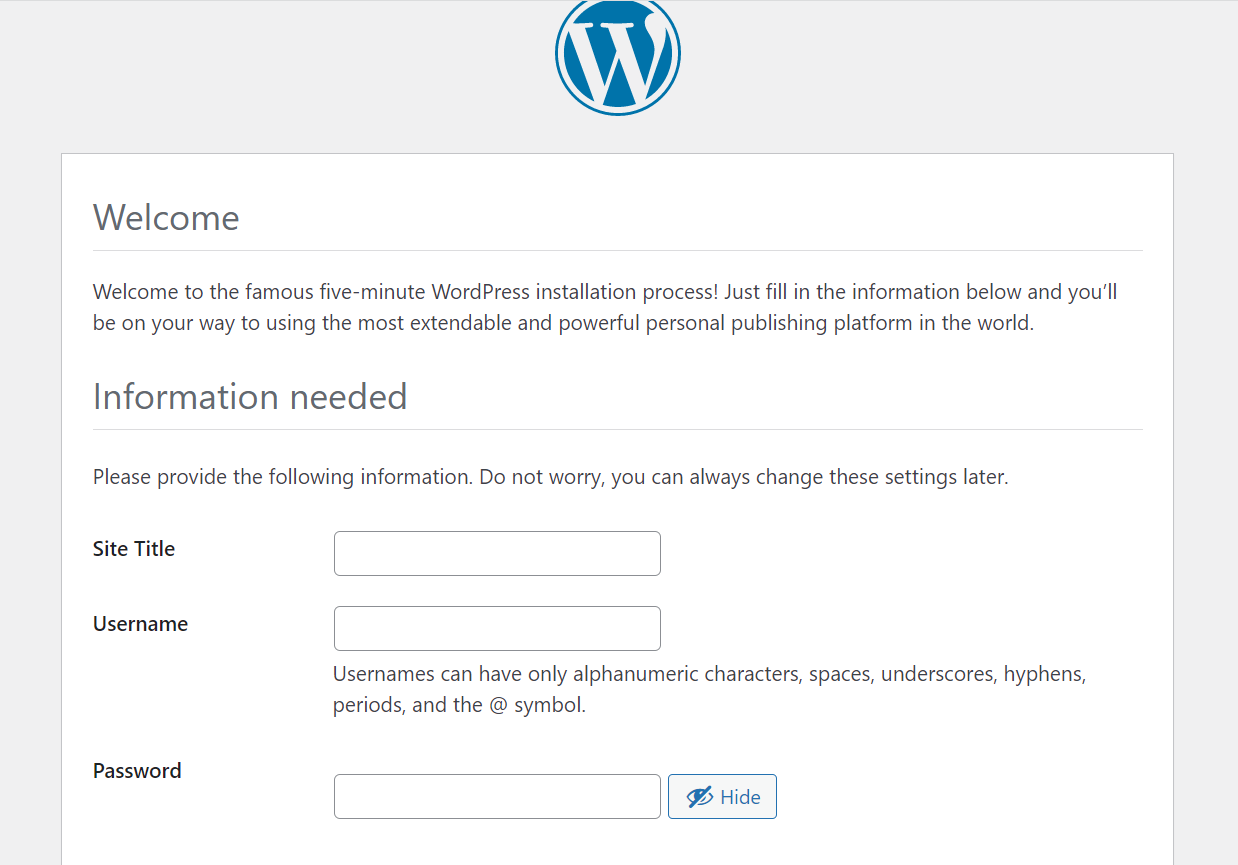 Welcome
Welcome to the famous five-minute WordPress installation process! Just fill in the information below and you’ll
be on your way to using the most extendable and powerful personal publishing platform in the world.
Information needed
Please provide the following information. Do not worry, you can always change these settings later.
Site Title
Username
Usernames can have only alphanumeric characters, spaces, underscores, hyphens,
periods, and the @ symbol.
Password
Hide